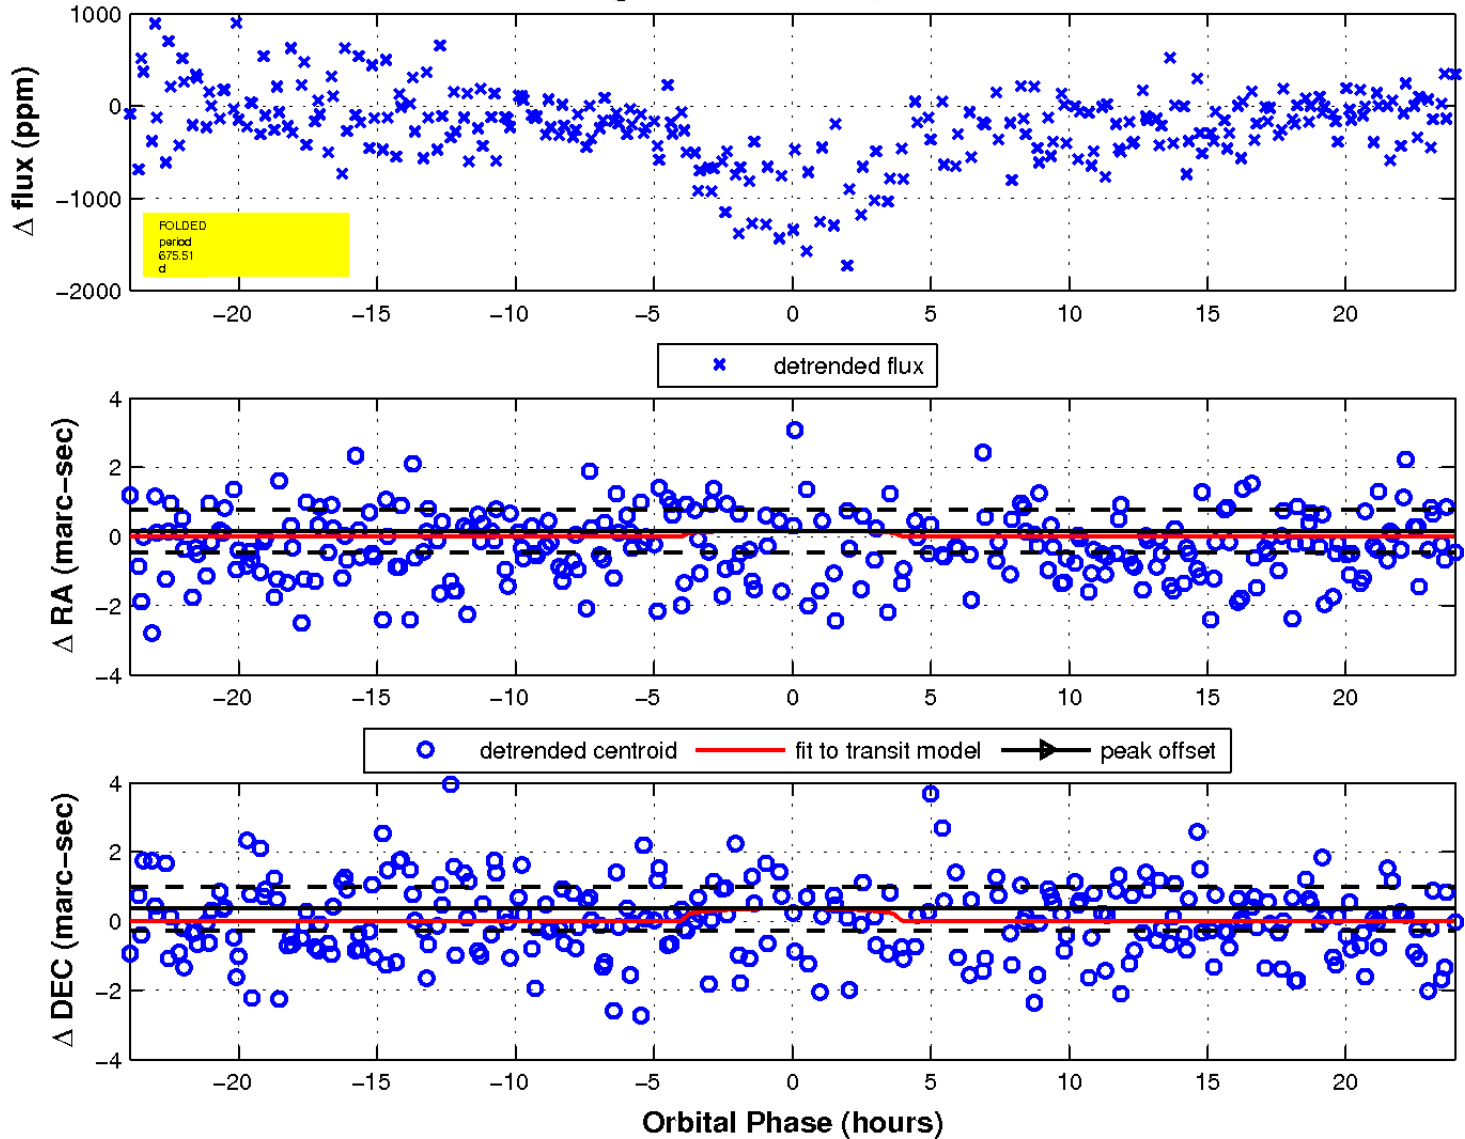 1000
0
−1000
−2000
Δ flux (ppm)
FOLDED
period
675.51
d
−20 −15 −10 −5 0 5 10 15 20
detrended flux
4
2
0
−2
−4
Δ RA (marc−sec)
−20 −15 −10 −5 0 5 10 15 20
detrended centroid fit to transit model peak offset
4
2
0
−2
−4
Δ DEC (marc−sec)
−20 −15 −10 −5 0 5 10 15 20
Orbital Phase (hours)